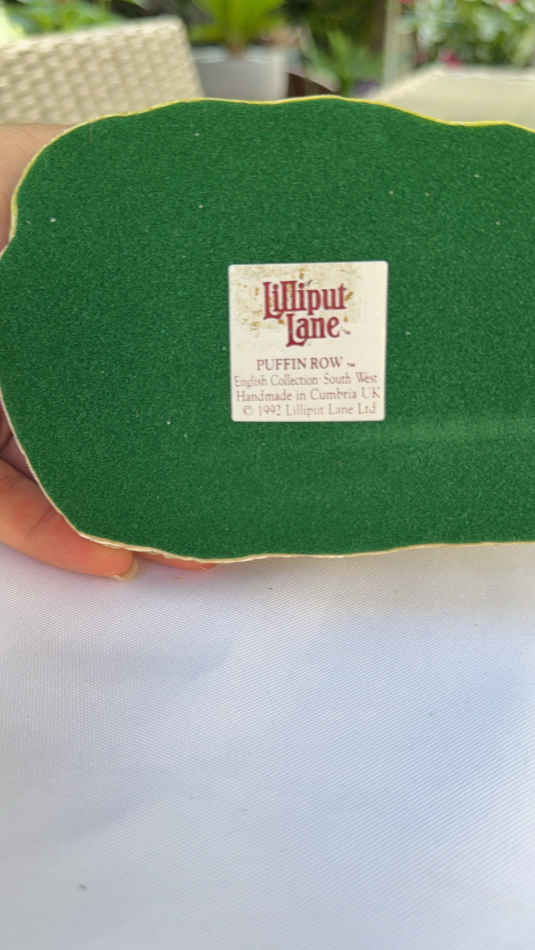 Lilliput
Lane
PUFFIN ROW ™
English Collection South West
Handmade in Cumbria UK
© 1992 Lilliput Lane Ltd